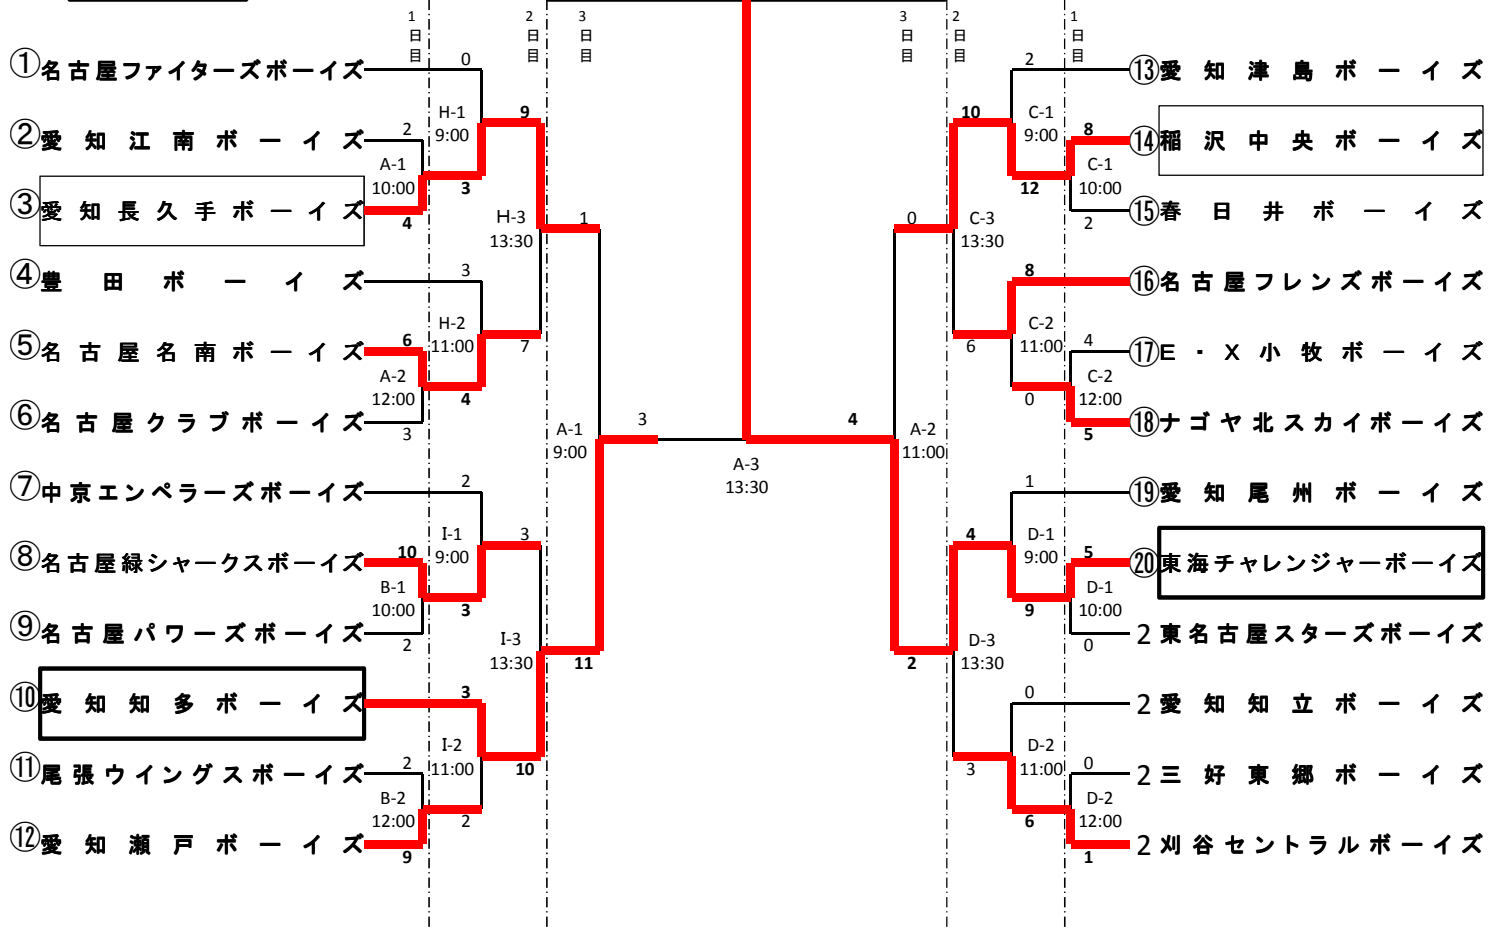 1日目
2日目
3日目
3日目
2日目
1日目
①名古屋ファイターズボーイズ
0
2
⑬愛知津島ボーイズ
H-1
9:00
9
10
C-1
9:00
②愛知江南ボーイズ
2
8
⑭稲沢中央ボーイズ
A-1
10:00
3
12
C-1
10:00
③愛知長久手ボーイズ
4
2
⑮春日井ボーイズ
H-3
13:30
1
0
C-3
13:30
④豊田ボーイズ
3
8
⑯名古屋フレンズボーイズ
H-2
11:00
7
6
C-2
11:00
⑤名古屋名南ボーイズ
6
4
⑰E・X小牧ボーイズ
A-2
12:00
4
0
C-2
12:00
⑥名古屋クラブボーイズ
3
5
⑱ナゴヤ北スカイボーイズ
A-1
9:00
3
4
A-2
11:00
A-3
13:30
⑦中京エンペラーズボーイズ
2
1
⑲愛知尾州ボーイズ
I-1
9:00
3
4
D-1
9:00
⑧名古屋緑シャークスボーイズ
10
5
⑳東海チャレンジャーボーイズ
B-1
10:00
3
9
D-1
10:00
⑨名古屋パワーズボーイズ
2
0
2東名古屋スターズボーイズ
I-3
13:30
11
2
D-3
13:30
⑩愛知知多ボーイズ
3
0
2愛知知立ボーイズ
I-2
11:00
10
3
D-2
11:00
⑪尾張ウイングスボーイズ
2
0
2三好東郷ボーイズ
B-2
12:00
2
6
D-2
12:00
⑫愛知瀬戸ボーイズ
9
1
2刈谷セントラルボーイズ